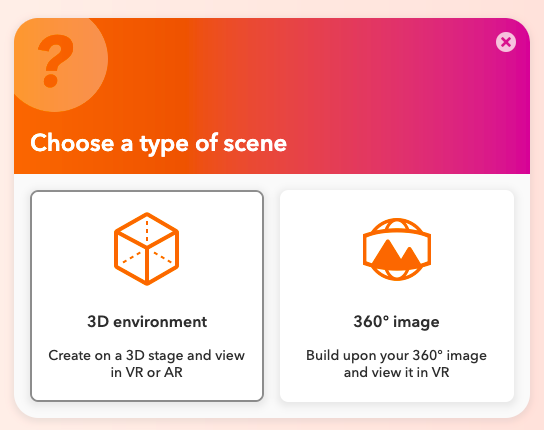 ?
Choose a type of scene
3D environment
Create on a 3D stage and view
in VR or AR
360° image
Build upon your 360° image
and view it in VR